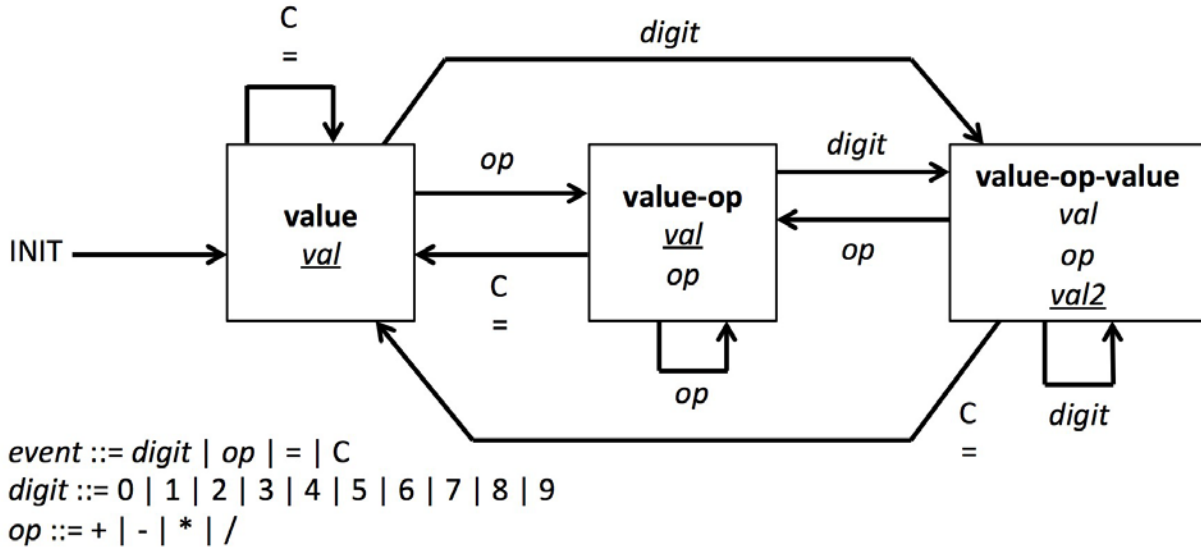 C
=
digit
op
digit
value
val
value-op
val
op
value-op-value
val
op
val2
INIT
C
=
op
op
digit
C
=
event ::= digit | op | = | C
digit ::= 0 | 1 | 2 | 3 | 4 | 5 | 6 | 7 | 8 | 9
op ::= + | - | * | /